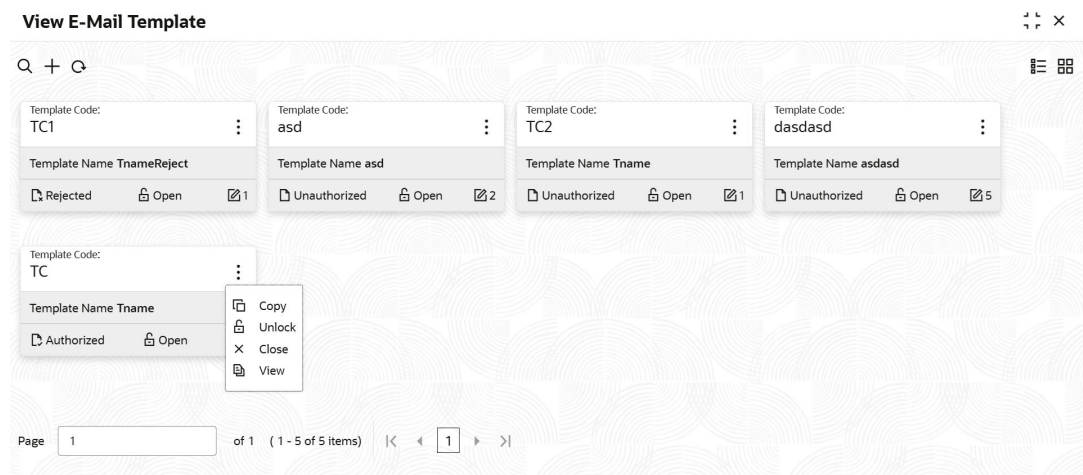 View E-Mail Template
Template Code:
TC1
Template Name TnameReject
Rejected Open 1
Template Code:
asd
Template Name asd
Unauthorized Open 2
Template Code:
TC2
Template Name Tname
Unauthorized Open 1
Template Code:
dasdasd
Template Name asdasd
Unauthorized Open 5
Template Code:
TC
Template Name Tname
Authorized Open
Copy
Unlock
Close
View
Page 1 of 1 ( 1 - 5 of 5 items) 1